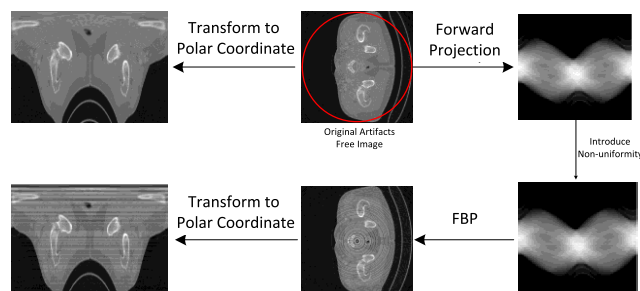 Transform to
Polar Coordinate
Forward
Projection
Original Artifacts
Free Image
Introduce
Non-uniformity
Transform to
Polar Coordinate
FBP